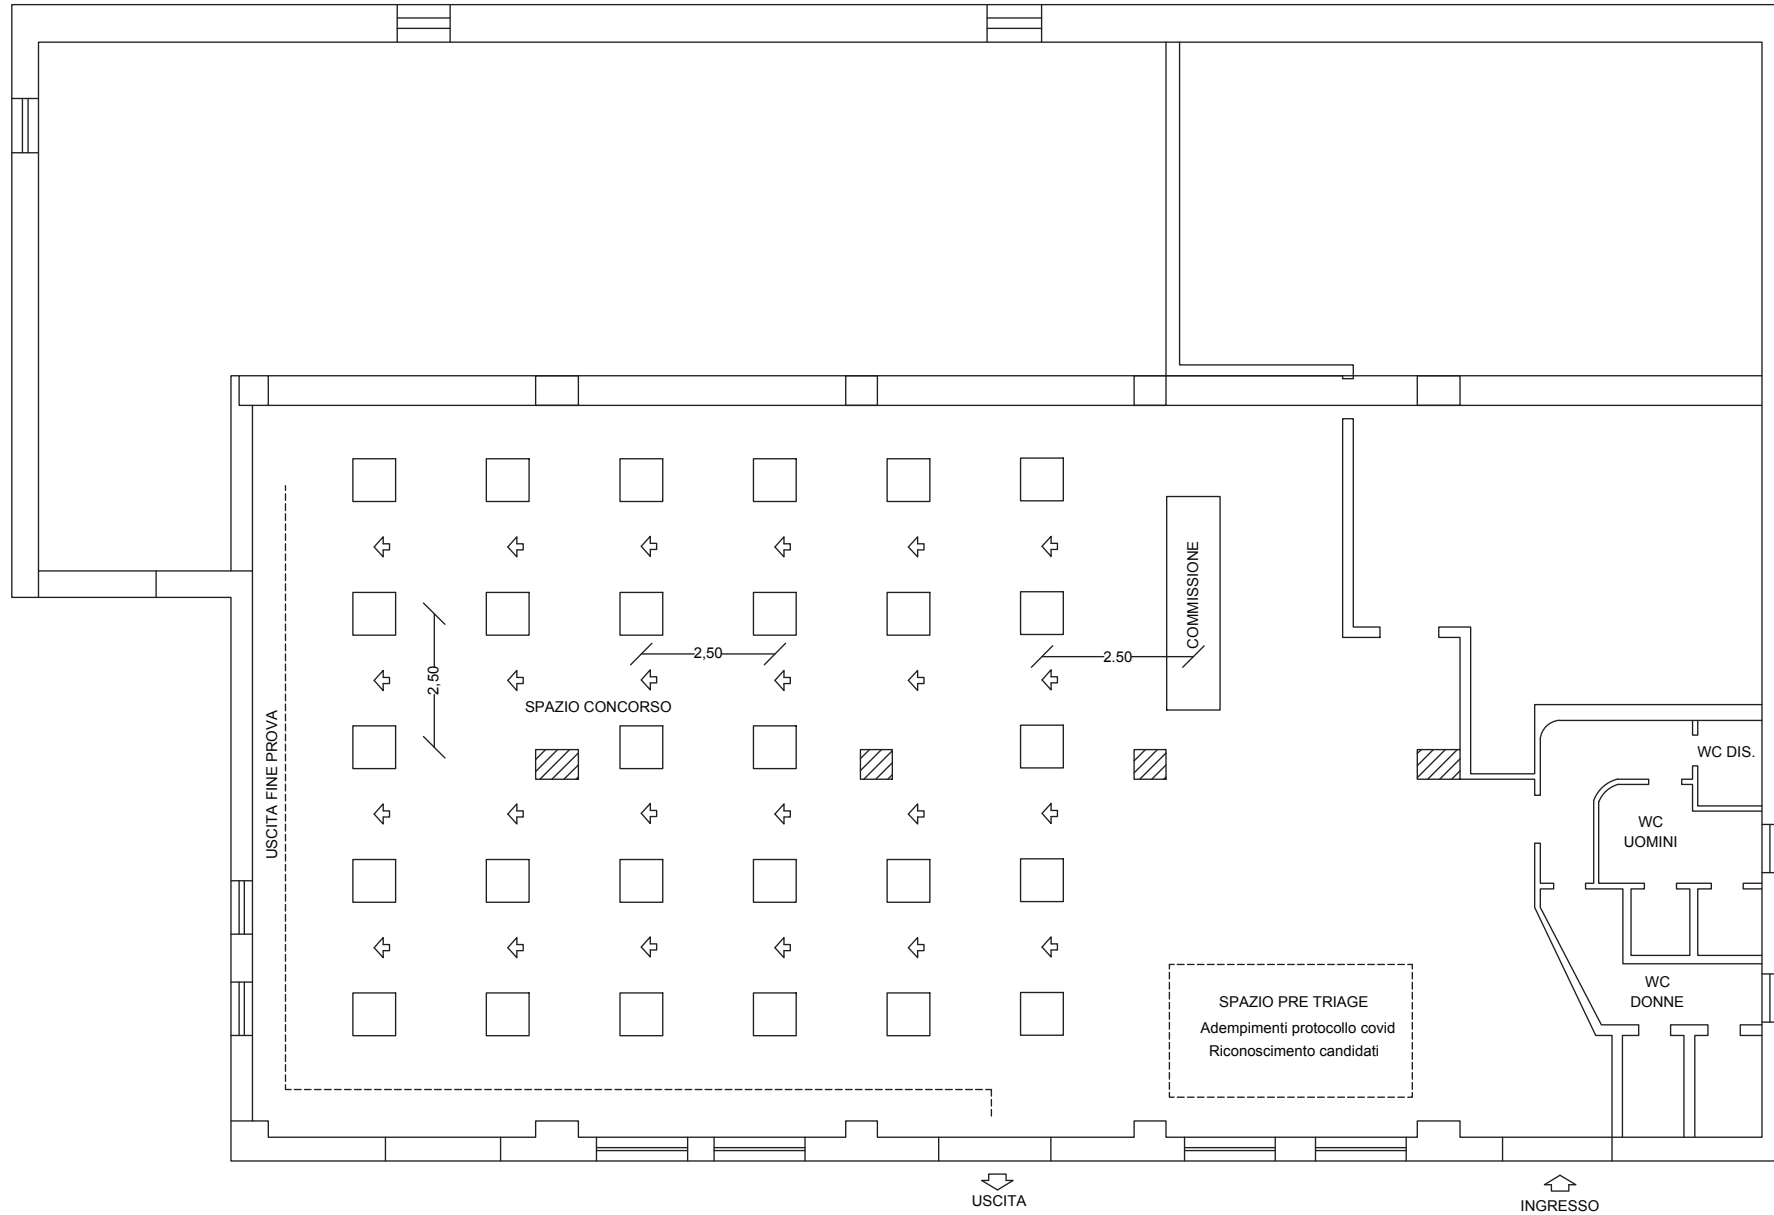 COMMISSIONE
2,50
2.50
2,50
SPAZIO CONCORSO
USCITA FINE PROVA
WC DIS.
WC
UOMINI
WC
DONNE
SPAZIO PRE TRIAGE
Adempimenti protocollo covid
Riconoscimento candidati
USCITA
INGRESSO